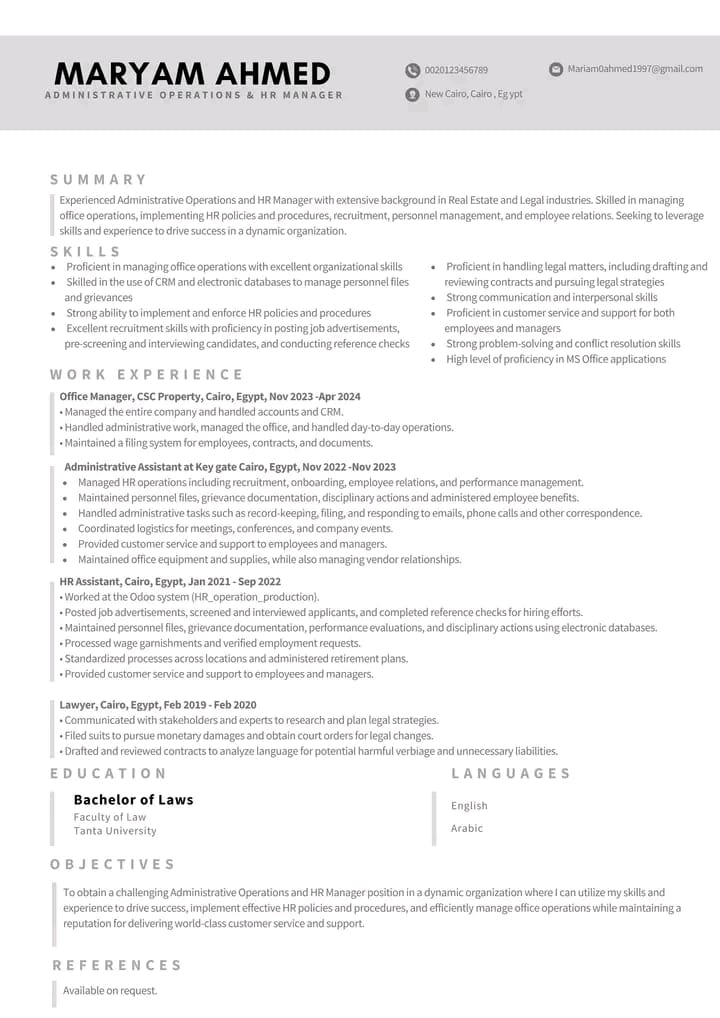 MARYAM AHMED
ADMINISTRATIVE OPERATIONS & HR MANAGER
0020123456789
Mariam0ahmed1997@gmail.com
New Cairo, Cairo , Eg ypt
SUMMARY
Experienced Administrative Operations and HR Manager with extensive background in Real Estate and Legal industries. Skilled in managing
office operations, implementing HR policies and procedures, recruitment, personnel management, and employee relations. Seeking to leverage
skills and experience to drive success in a dynamic organization.
SKILLS
• Proficient in managing office operations with excellent organizational skills
• Skilled in the use of CRM and electronic databases to manage personnel files
and grievances
• Strong ability to implement and enforce HR policies and procedures
• Excellent recruitment skills with proficiency in posting job advertisements,
pre-screening and interviewing candidates, and conducting reference checks
• Proficient in handling legal matters, including drafting and
reviewing contracts and pursuing legal strategies
• Strong communication and interpersonal skills
• Proficient in customer service and support for both
employees and managers
• Strong problem-solving and conflict resolution skills
• High level of proficiency in MS Office applications
WORK EXPERIENCE
Office Manager, CSC Property, Cairo, Egypt, Nov 2023 -Apr 2024
• Managed the entire company and handled accounts and CRM.
• Handled administrative work, managed the office, and handled day-to-day operations.
• Maintained a filing system for employees, contracts, and documents.
Administrative Assistant at Key gate Cairo, Egypt, Nov 2022 -Nov 2023
• Managed HR operations including recruitment, onboarding, employee relations, and performance management.
• Maintained personnel files, grievance documentation, disciplinary actions and administered employee benefits.
• Handled administrative tasks such as record-keeping, filing, and responding to emails, phone calls and other correspondence.
• Coordinated logistics for meetings, conferences, and company events.
• Provided customer service and support to employees and managers.
• Maintained office equipment and supplies, while also managing vendor relationships.
HR Assistant, Cairo, Egypt, Jan 2021 - Sep 2022
• Worked at the Odoo system (HR_operation_production).
• Posted job advertisements, screened and interviewed applicants, and completed reference checks for hiring efforts.
• Maintained personnel files, grievance documentation, performance evaluations, and disciplinary actions using electronic databases.
• Processed wage garnishments and verified employment requests.
• Standardized processes across locations and administered retirement plans.
• Provided customer service and support to employees and managers.
Lawyer, Cairo, Egypt, Feb 2019 - Feb 2020
• Communicated with stakeholders and experts to research and plan legal strategies.
• Filed suits to pursue monetary damages and obtain court orders for legal changes.
• Drafted and reviewed contracts to analyze language for potential harmful verbiage and unnecessary liabilities.
EDUCATION
Bachelor of Laws
Faculty of Law
Tanta University
LANGUAGES
English
Arabic
OBJECTIVES
To obtain a challenging Administrative Operations and HR Manager position in a dynamic organization where I can utilize my skills and
experience to drive success, implement effective HR policies and procedures, and efficiently manage office operations while maintaining a
reputation for delivering world-class customer service and support.
REFERENCES
Available on request.